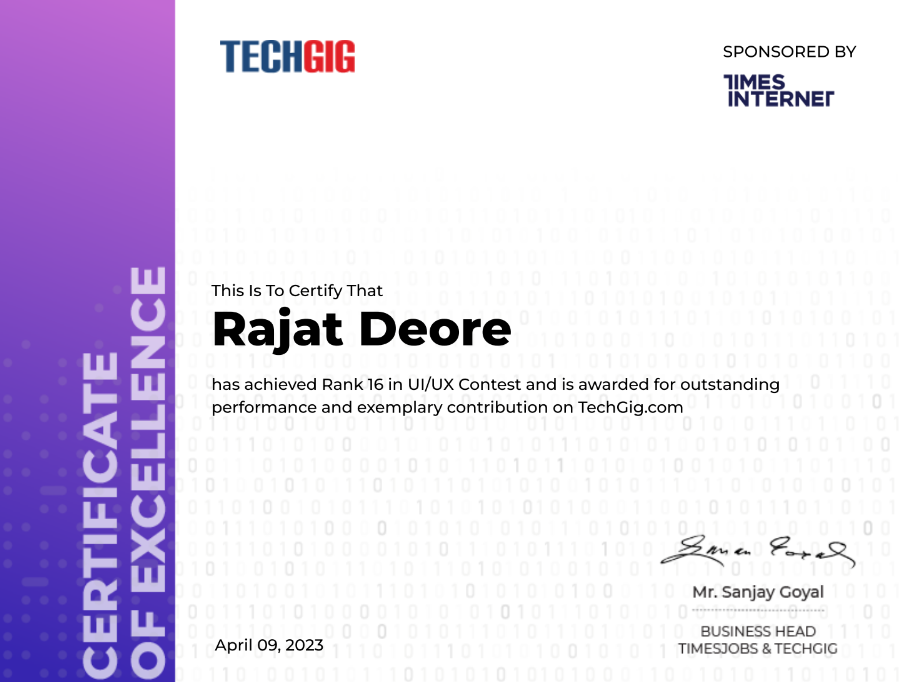 TECHGIG
SPONSORED BY
TIMES
INTERNET
This Is To Certify That
Rajat Deore
has achieved Rank 16 in UI/UX Contest and is awarded for outstanding
performance and exemplary contribution on TechGig.com
CERTIFICATE
OF EXCELLENCE
Mr. Sanjay Goyal
BUSINESS HEAD
TIMESJOBS & TECHGIG
April 09, 2023